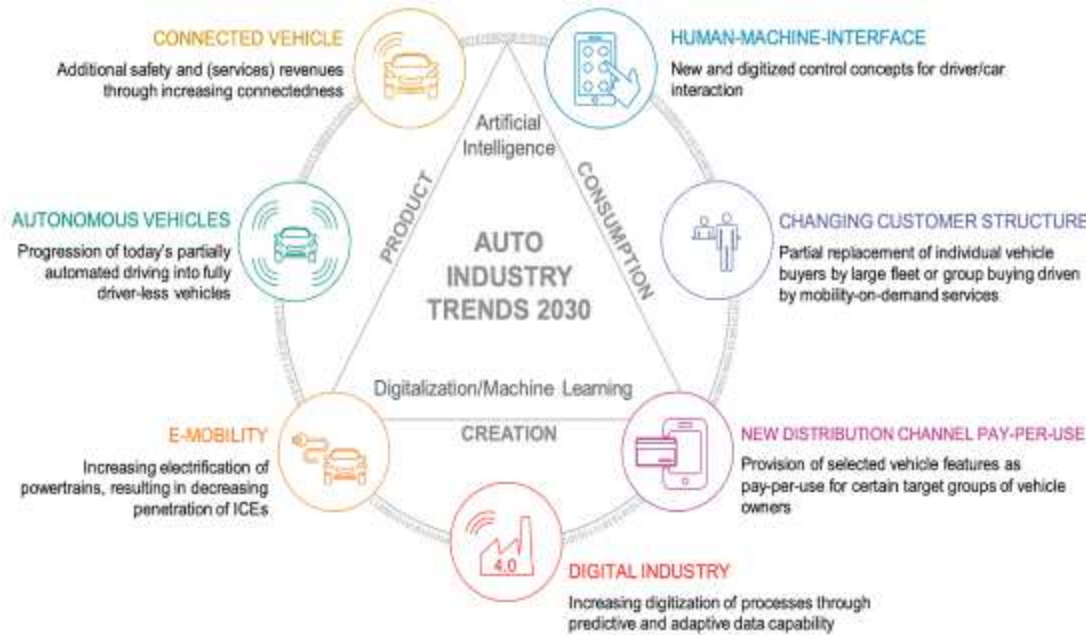 CONNECTED VEHICLE
Additional safety and (services) revenues
through increasing connectedness
HUMAN-MACHINE-INTERFACE
New and digitized control concepts for driver/car
interaction
Artificial
Intelligence
PRODUCT
CONSUMPTION
AUTONOMOUS VEHICLES
Progression of today's partially
automated driving into fully
driver-less vehicles
AUTO
INDUSTRY
TRENDS 2030
CHANGING CUSTOMER STRUCTURE
Partial replacement of individual vehicle
buyers by large fleet or group buying driven
by mobility-on-demand services
Digitalization/Machine Learning
CREATION
E-MOBILITY
Increasing electrification of
powertrains, resulting in decreasing
penetration of ICEs
NEW DISTRIBUTION CHANNEL PAY-PER-USE
Provision of selected vehicle features as
pay-per-use for certain target groups of vehicle
owners
4.0
DIGITAL INDUSTRY
Increasing digitization of processes through
predictive and adaptive data capability